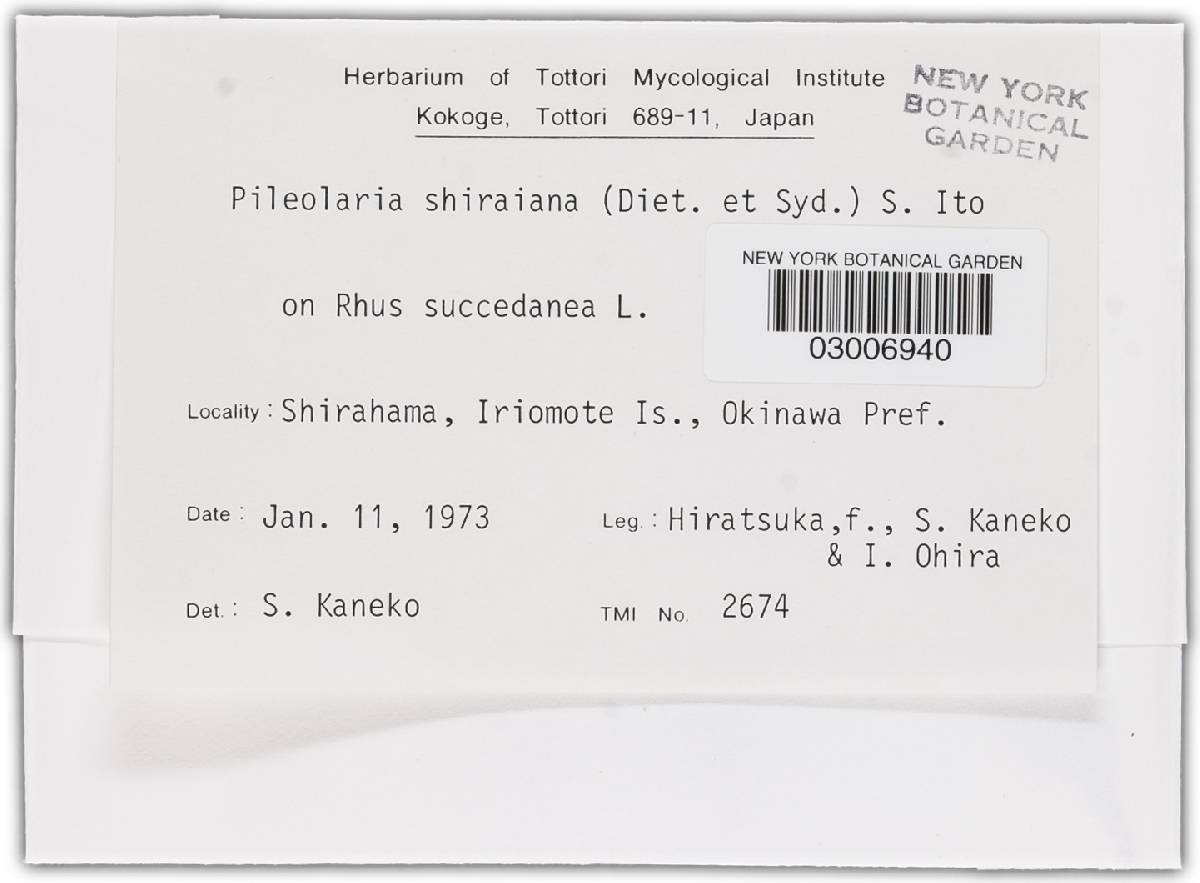 Herbarium of Tottori Mycological Institute
Kokoge, Tottori 689-11, Japan
NEW YORK
BOTANICAL
GARDEN
Pileolaria shiraiana (Diet. et Syd.) S. Ito
NEW YORK BOTANICAL GARDEN
03006940
on Rhus succedanea L.
Locality : Shirahama, Iriomote Is., Okinawa Pref.
Date : Jan. 11, 1973
Leg. : Hiratsuka,f., S. Kaneko
& I. Ohira
Det. : S. Kaneko
TMI No. 2674